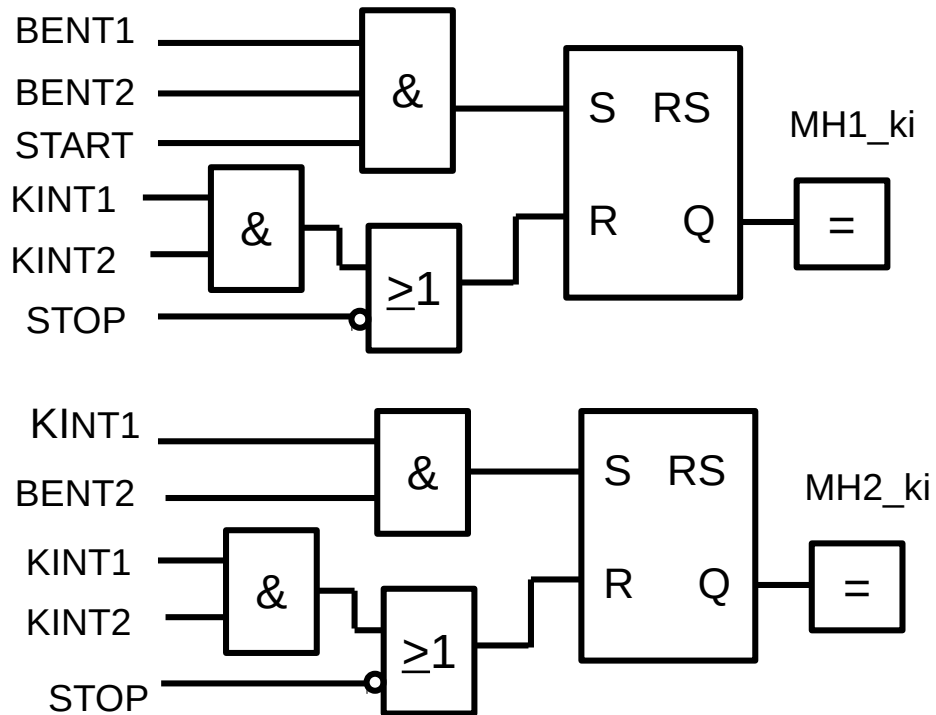 BENT1
BENT2
START
&
KINT1
KINT2
&
STOP
≥1
S RS
R Q
MH1_ki
=
KINT1
BENT2
&
KINT1
KINT2
&
STOP
≥1
S RS
R Q
MH2_ki
=